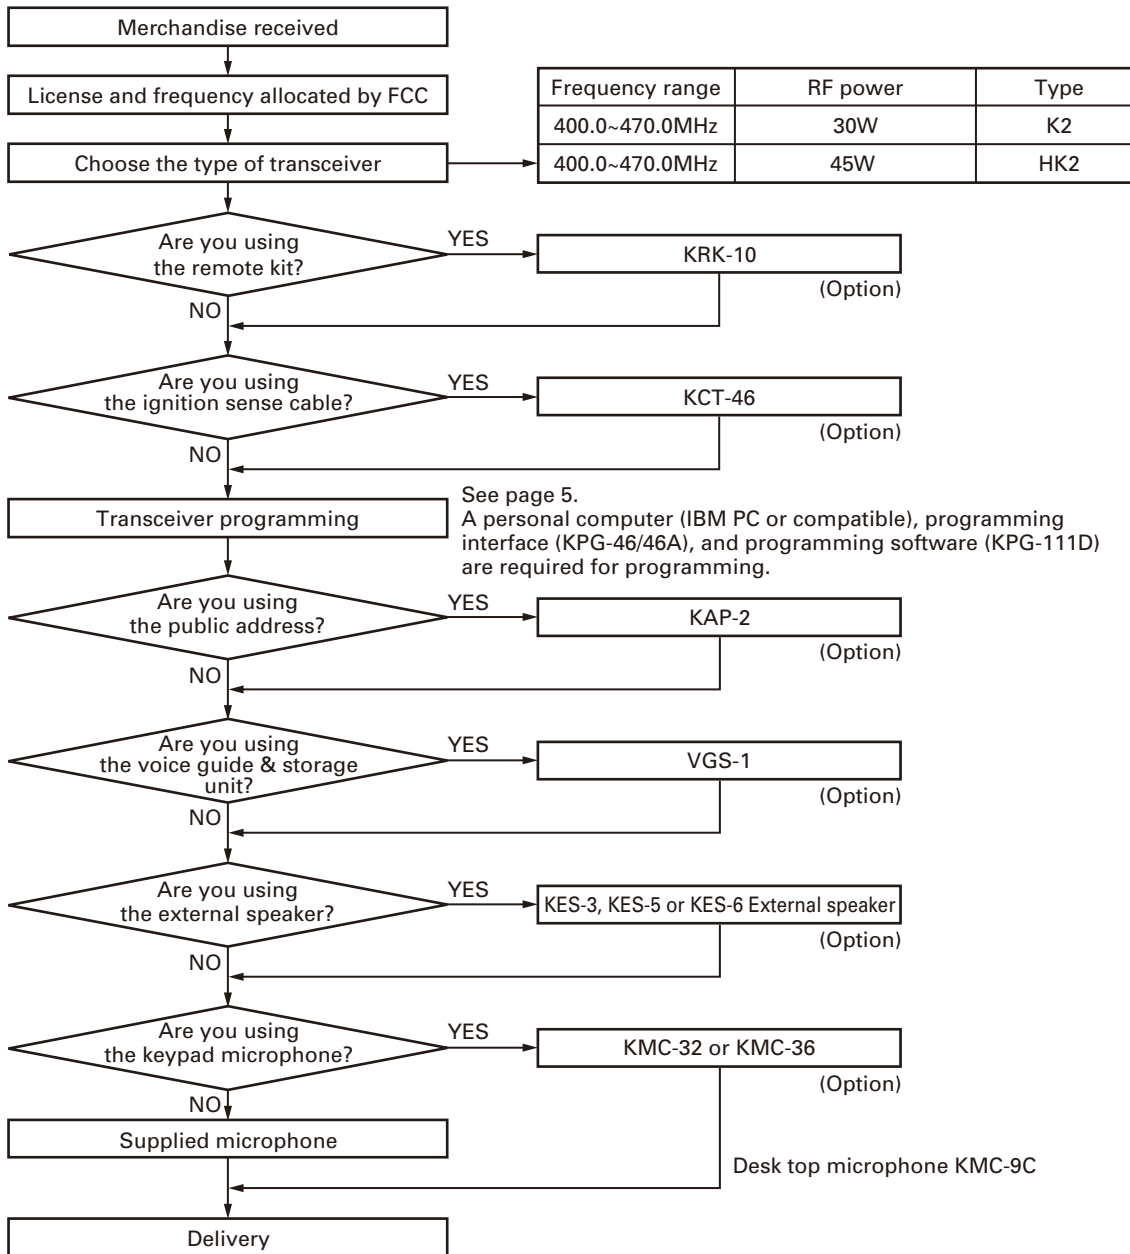 Merchandise received
License and frequency allocated by FCC
Choose the type of transceiver
Frequency range RF power Type
400.0~470.0MHz 30W K2
400.0~470.0MHz 45W HK2
Are you using
the remote kit?
YES
KRK-10
(Option)
NO
Are you using
the ignition sense cable?
YES
KCT-46
(Option)
NO
Transceiver programming
See page 5.
A personal computer (IBM PC or compatible), programming
interface (KPG-46/46A), and programming software (KPG-111D)
are required for programming.
Are you using
the public address?
YES
KAP-2
(Option)
NO
Are you using
the voice guide & storage
unit?
YES
VGS-1
(Option)
NO
Are you using
the external speaker?
YES
KES-3, KES-5 or KES-6 External speaker
(Option)
NO
Are you using
the keypad microphone?
YES
KMC-32 or KMC-36
(Option)
NO
Supplied microphone
Desk top microphone KMC-9C
Delivery